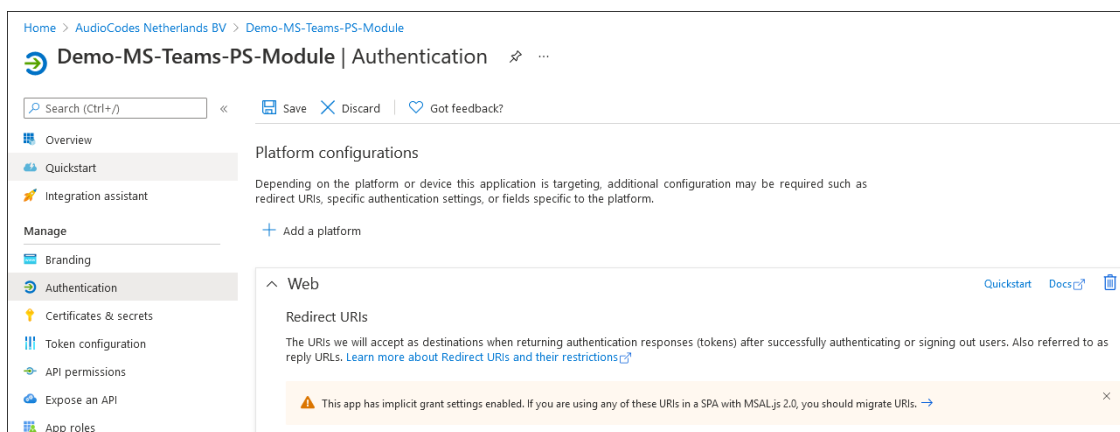 Home > AudioCodes Netherlands BV > Demo-MS-Teams-PS-Module
Demo-MS-Teams-PS-Module | Authentication
Search (Ctrl+/)
Overview
Quickstart
Integration assistant
Manage
Branding
Authentication
Certificates & secrets
Token configuration
API permissions
Expose an API
App roles
Save Discard Got feedback?
Platform configurations
Depending on the platform or device this application is targeting, additional configuration may be required such as
redirect URIs, specific authentication settings, or fields specific to the platform.
Add a platform
Web Quickstart Docs
Redirect URIs
The URIs we will accept as destinations when returning authentication responses (tokens) after successfully authenticating or signing out users. Also referred to as
reply URLs. Learn more about Redirect URIs and their restrictions
This app has implicit grant settings enabled. If you are using any of these URIs in a SPA with MSAL.js 2.0, you should migrate URIs. →